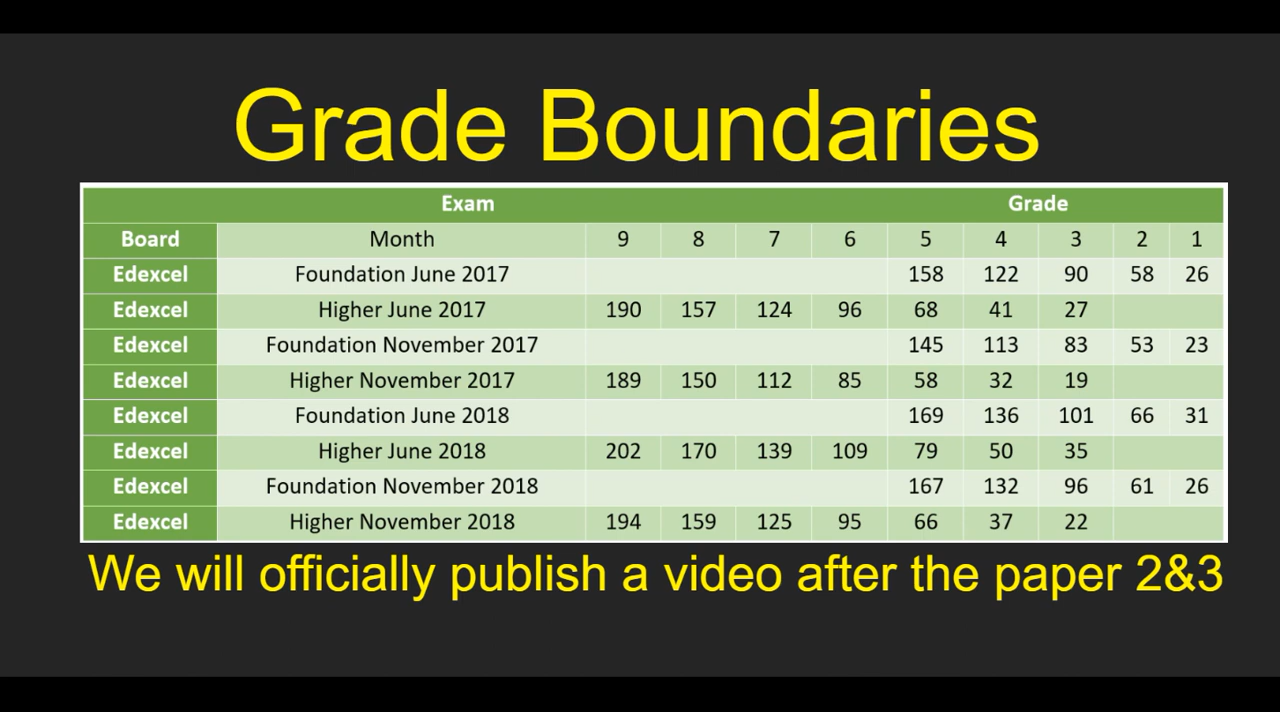 Grade Boundaries
Exam Grade
Board Month 9 8 7 6 5 4 3 2 1
Edexcel Foundation June 2017 158 122 90 58 26
Edexcel Higher June 2017 190 157 124 96 68 41 27
Edexcel Foundation November 2017 145 113 83 53 23
Edexcel Higher November 2017 189 150 112 85 58 32 19
Edexcel Foundation June 2018 169 136 101 66 31
Edexcel Higher June 2018 202 170 139 109 79 50 35
Edexcel Foundation November 2018 167 132 96 61 26
Edexcel Higher November 2018 194 159 125 95 66 37 22
We will officially publish a video after the paper 2&3